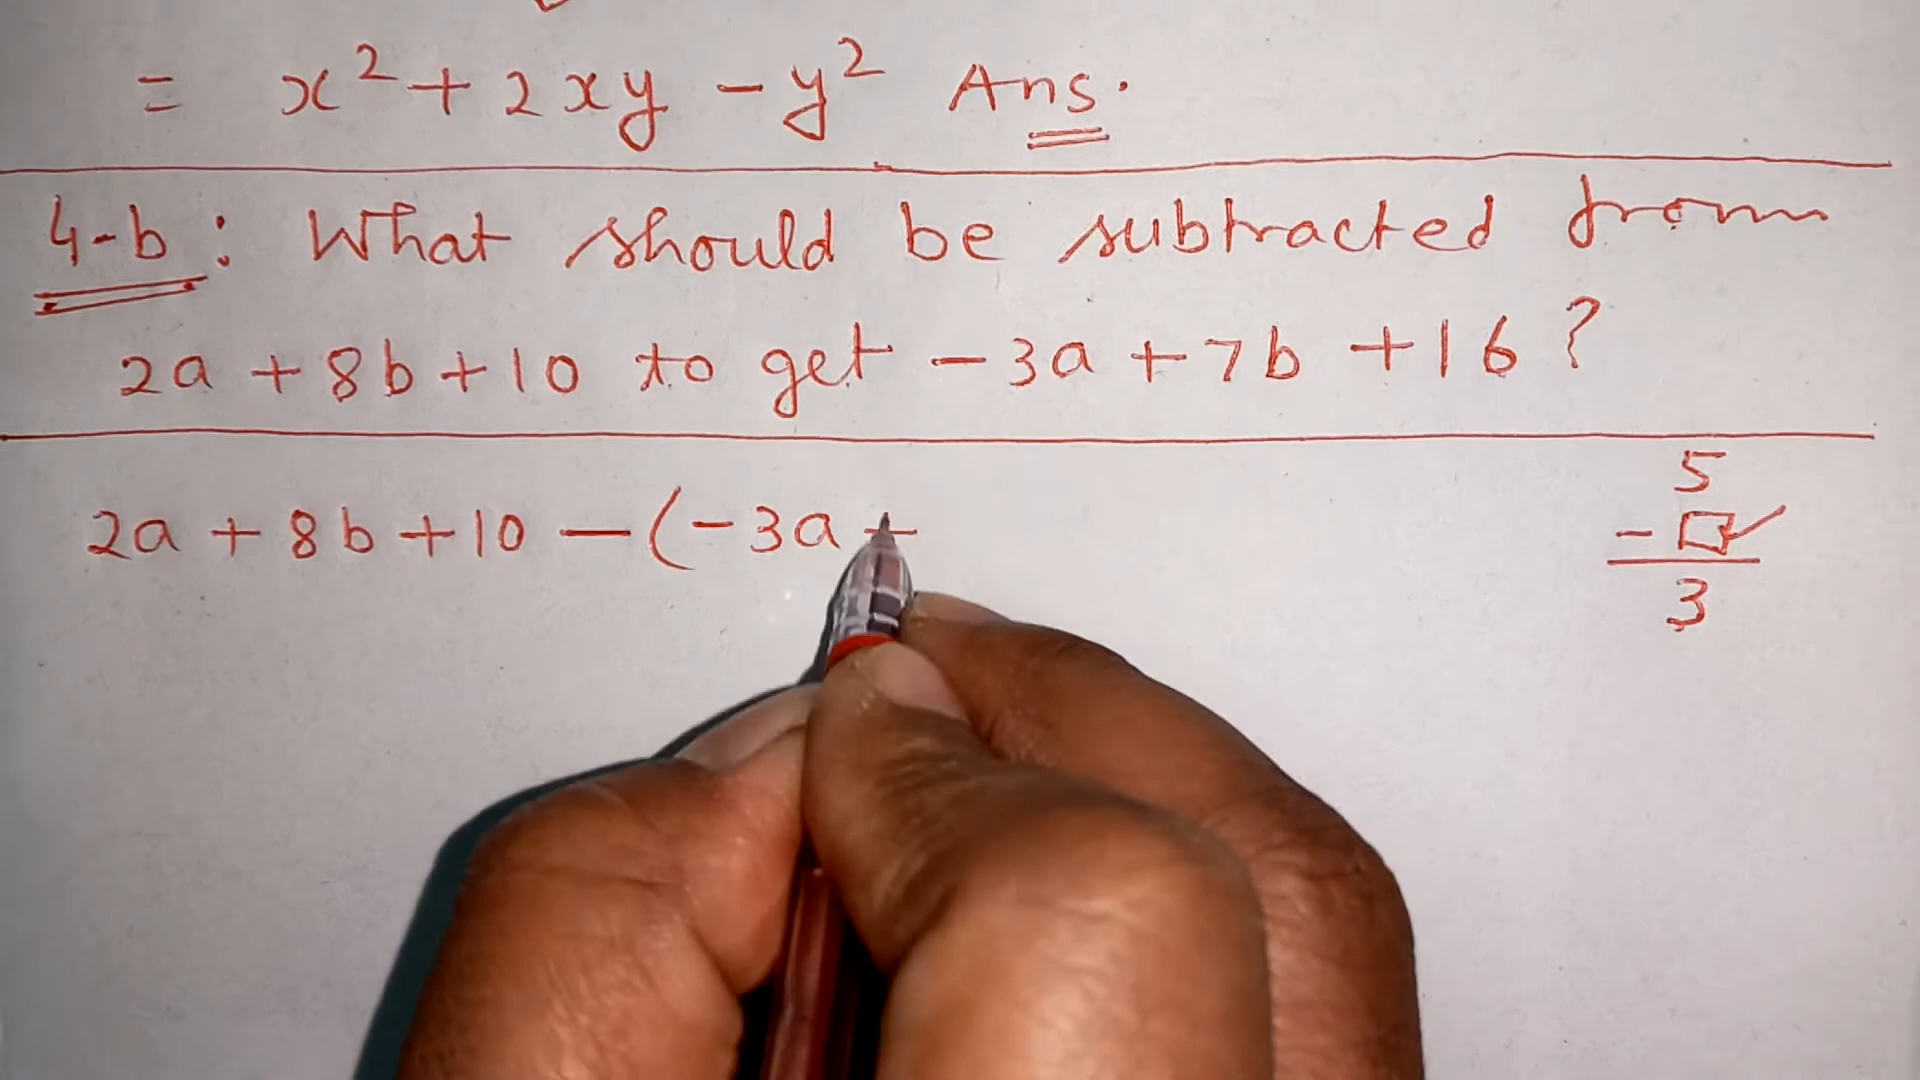 = x² + 2xy - y² Ans.
4-b: What should be subtracted from
2a + 8b + 10 to get - 3a + 7b + 16 ?
2a + 8b + 10 - (- 3a +
5
- □✓
3